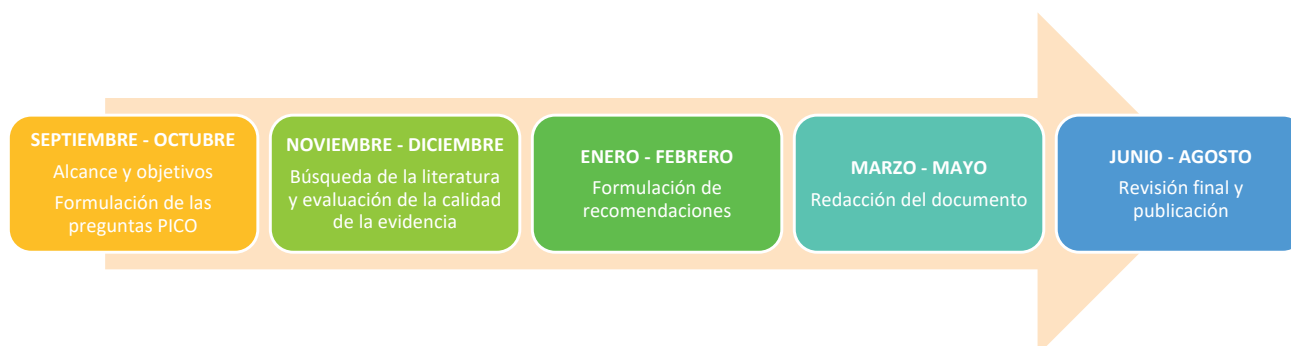 SEPTIEMBRE - OCTUBRE
Alcance y objetivos
Formulación de las
preguntas PICO
NOVIEMBRE - DICIEMBRE
Búsqueda de la literatura
y evaluación de la calidad
de la evidencia
ENERO - FEBRERO
Formulación de
recomendaciones
MARZO - MAYO
Redacción del documento
JUNIO - AGOSTO
Revisión final y
publicación